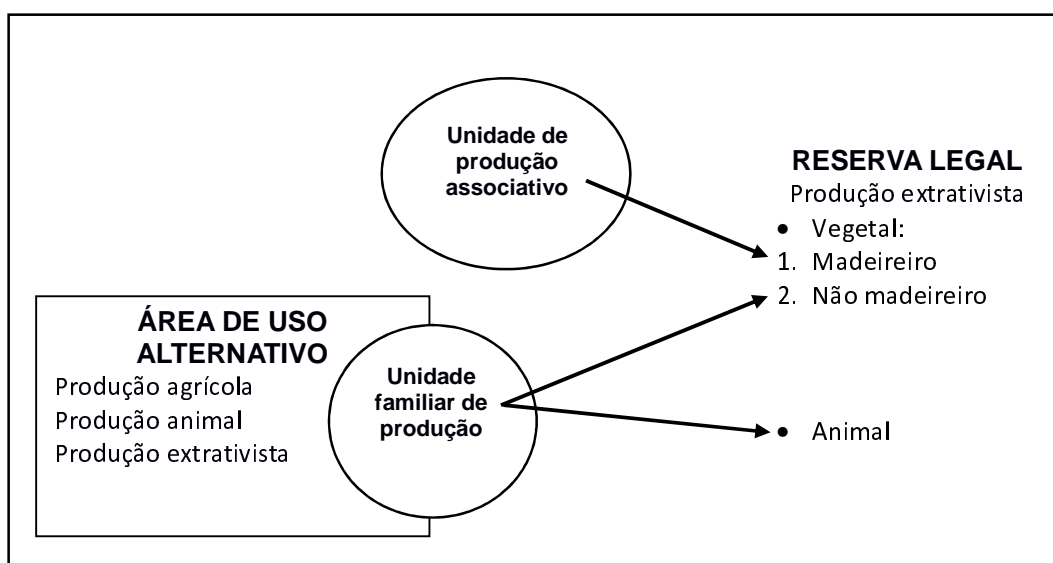 Unidade de
produção
associativo
RESERVA LEGAL
Produção extrativista
• Vegetal:
1. Madeireiro
2. Não madeireiro
• Animal
ÁREA DE USO
ALTERNATIVO
Produção agrícola
Produção animal
Produção extrativista
Unidade
familiar de
produção